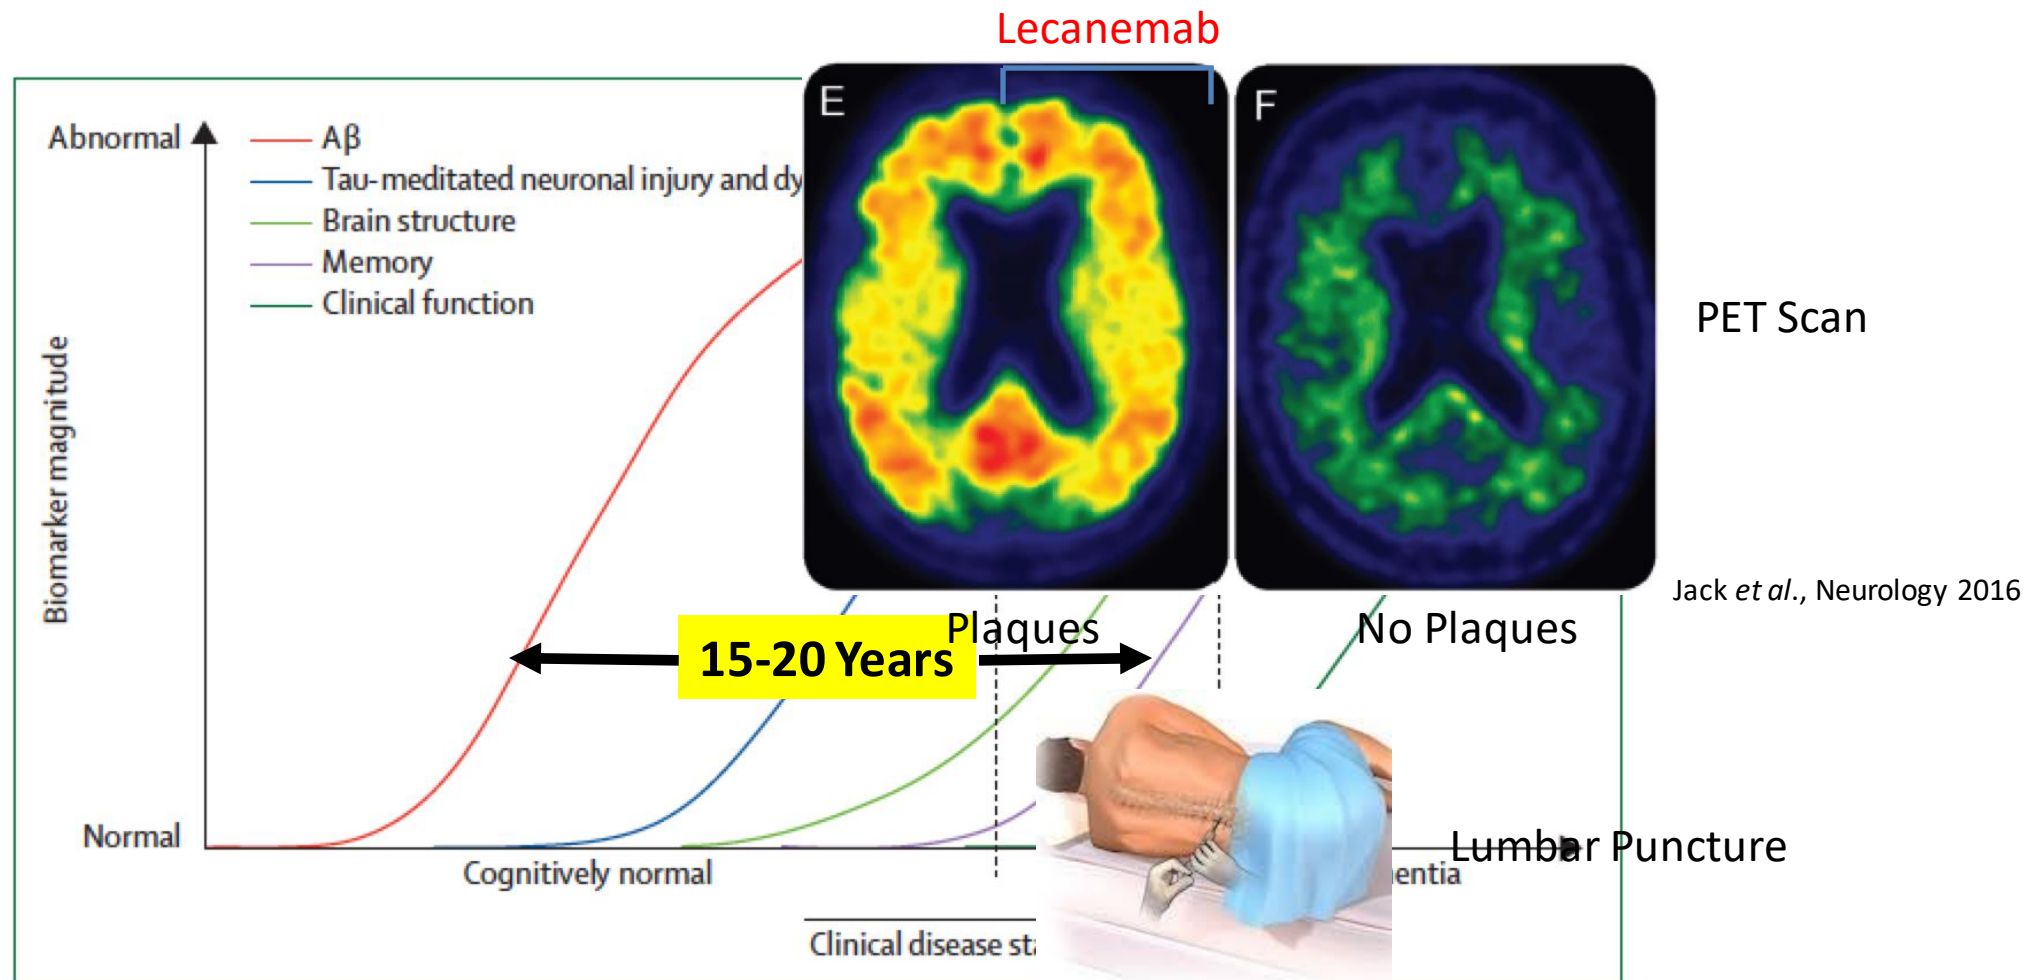 Lecanemab
Abnormal
Aβ
Tau-meditated neuronal injury and dy
Brain structure
Memory
Clinical function
Biomarker magnitude
E
F
PET Scan
Jack et al., Neurology 2016
Plaques
No Plaques
15-20 Years
Normal
Lumbar Puncture
Cognitively normal
entia
Clinical disease sta